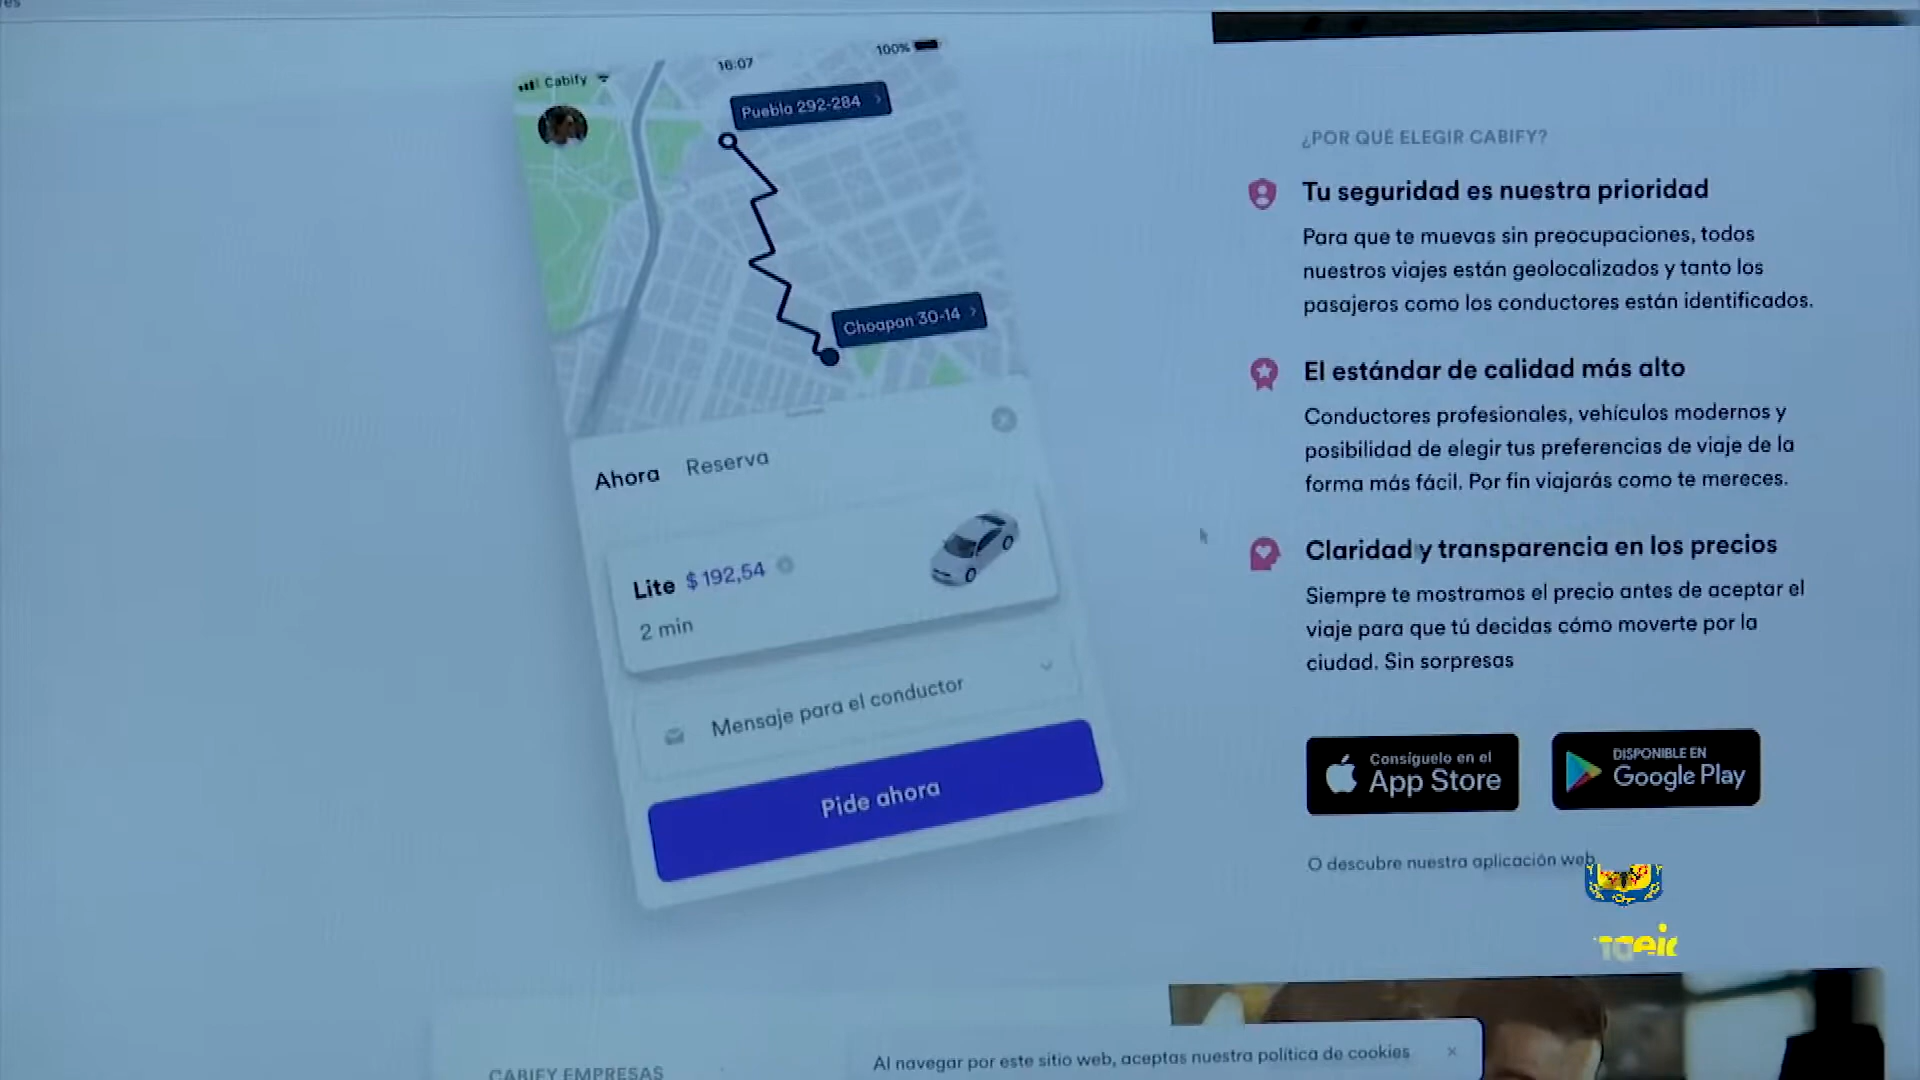 Cabify
16:07
100%
Puebla 292-284
Choapan 30-14
Ahora
Reserva
Lite $192,54
2 min
Mensaje para el conductor
Pide ahora
¿POR QUÉ ELEGIR CABIFY?
Tu seguridad es nuestra prioridad
Para que te muevas sin preocupaciones, todos
nuestros viajes están geolocalizados y tanto los
pasajeros como los conductores están identificados.
El estándar de calidad más alto
Conductores profesionales, vehículos modernos y
posibilidad de elegir tus preferencias de viaje de la
forma más fácil. Por fin viajarás como te mereces.
Claridad y transparencia en los precios
Siempre te mostramos el precio antes de aceptar el
viaje para que tú decidas cómo moverte por la
ciudad. Sin sorpresas
Consíguelo en el
App Store
DISPONIBLE EN
Google Play
O descubre nuestra aplicación web
CABIFY EMPRESAS
Al navegar por este sitio web, aceptas nuestra política de cookies